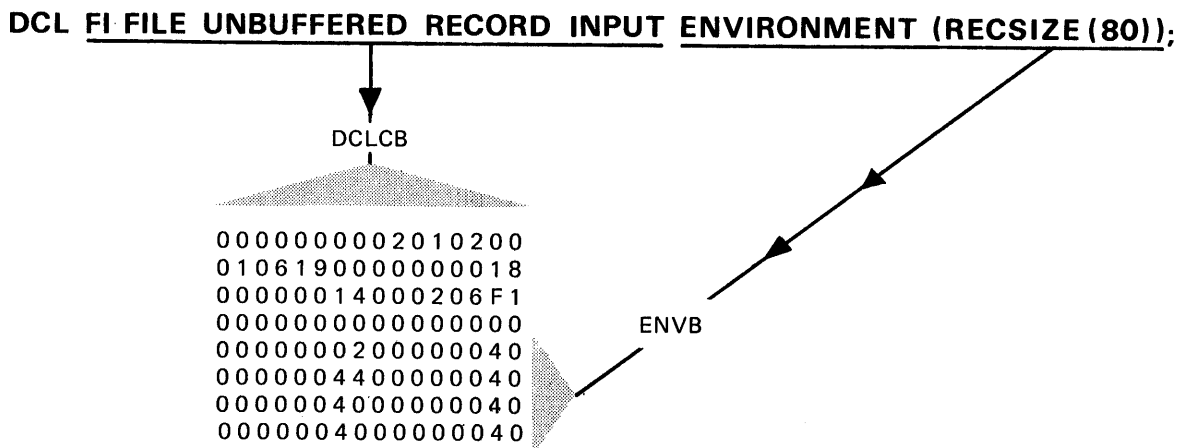 DCL FI FILE UNBUFFERED RECORD INPUT ENVIRONMENT (RECSIZE(80));
DCLCB
0000000002010200
0106190000000018
00000014000206F1
0000000000000000
0000000200000040
0000004400000040
0000004000000040
0000004000000040
ENVB